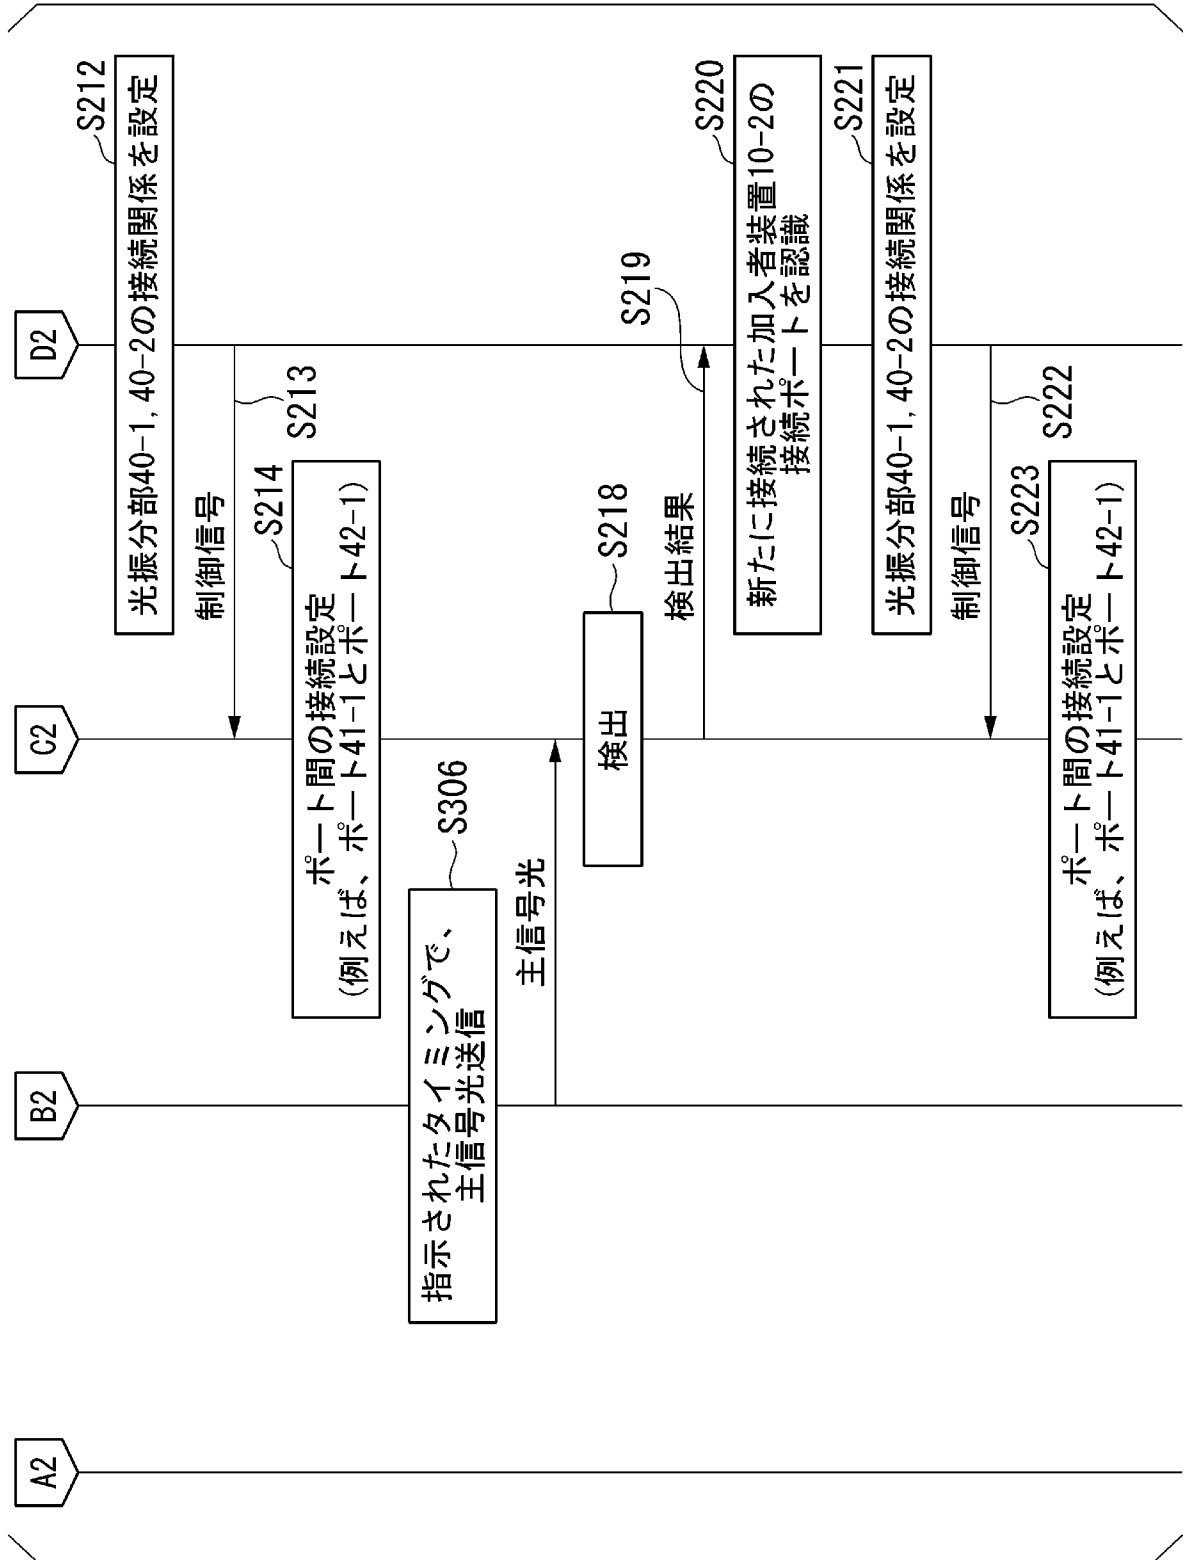 A2
B2
C2
D2
S212
光振分部40-1, 40-2の接続関係を設定
制御信号
S213
S214
ポート間の接続設定
(例えば、ポート41-1とポート42-1)
S306
指示されたタイミングで、
主信号光送信
主信号光
S218
検出
検出結果
S219
S220
新たに接続された加入者装置10-2の
接続ポートを認識
S221
光振分部40-1, 40-2の接続関係を設定
制御信号
S222
S223
ポート間の接続設定
(例えば、ポート41-1とポート42-1)